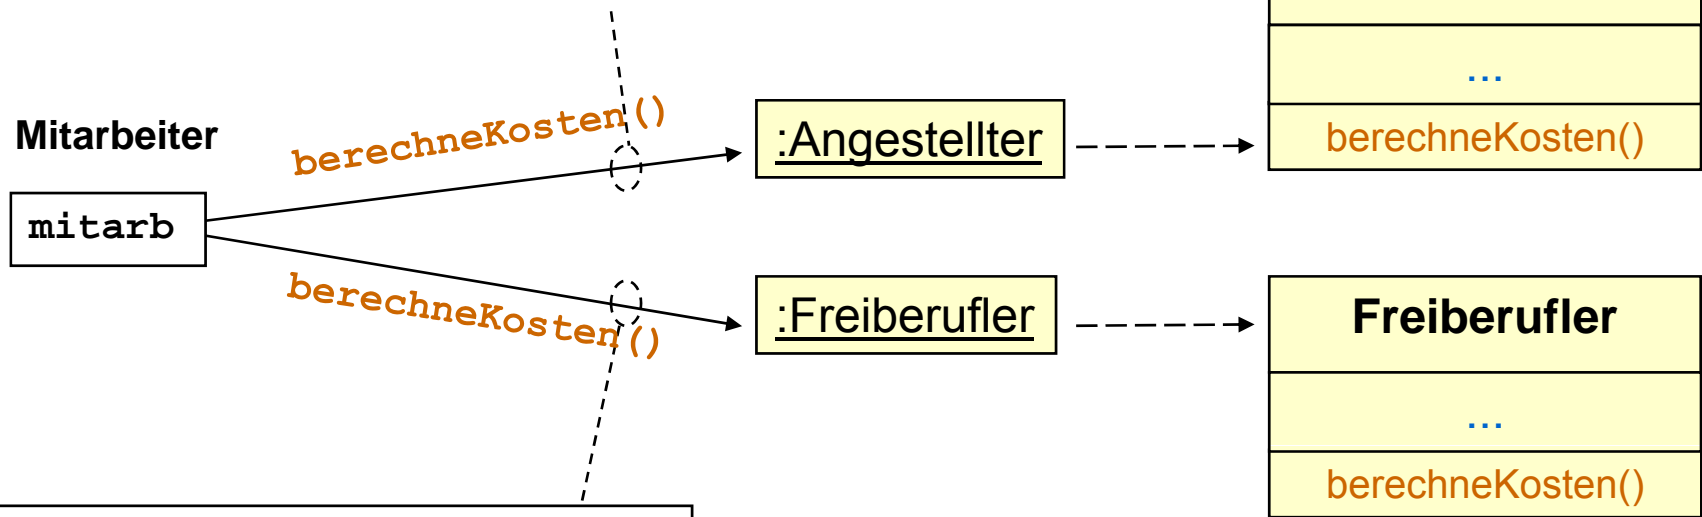 ...
berechneKosten()
berechneKosten()
:Angestellter
Mitarbeiter
mitarb
berechneKosten()
:Freiberufler
Freiberufler
...
berechneKosten()